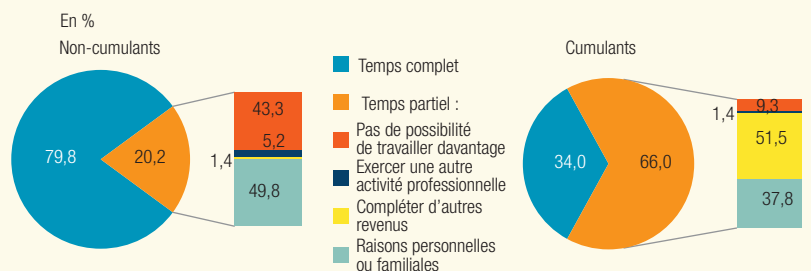 En %
Non-cumulants
79,8
20,2
43,3
5,2
1,4
49,8
Temps complet
Temps partiel :
Pas de possibilité
de travailler davantage
Exercer une autre
activité professionnelle
Compléter d'autres
revenus
Raisons personnelles
ou familiales
Cumulants
34,0
66,0
9,3
1,4
51,5
37,8